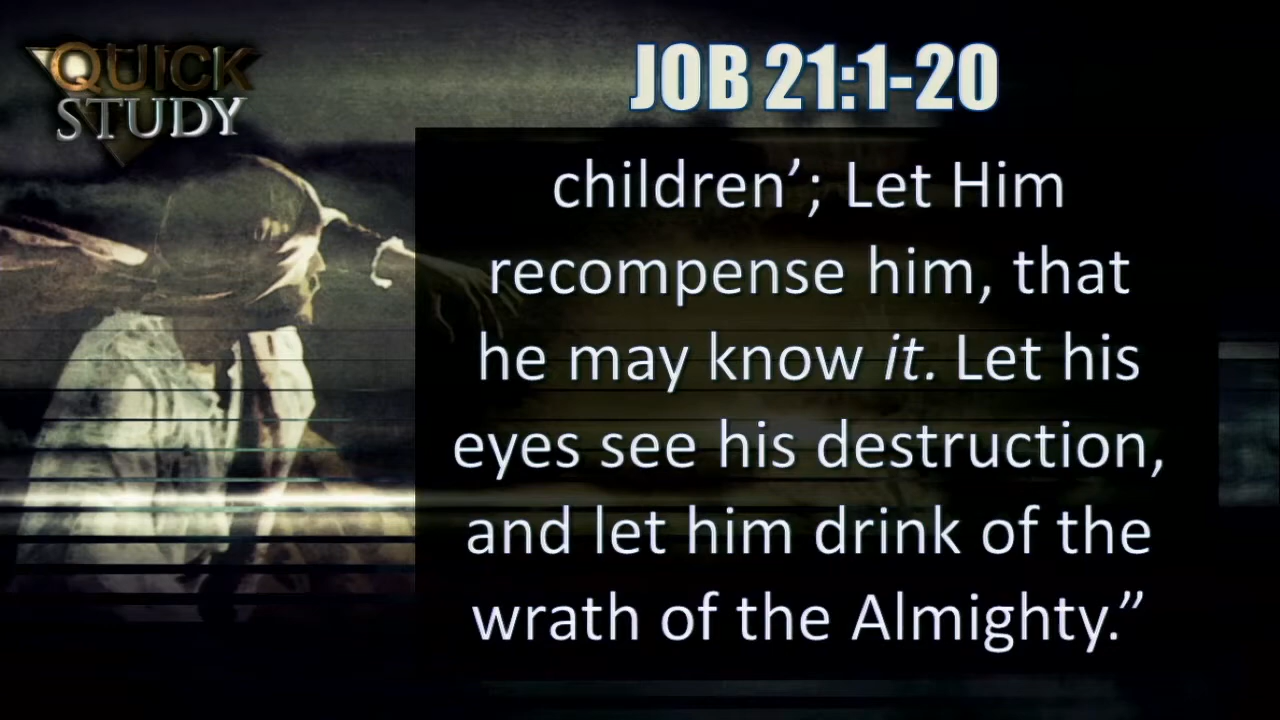 QUICK
STUDY
JOB 21:1-20
children’; Let Him
recompense him, that
he may know it. Let his
eyes see his destruction,
and let him drink of the
wrath of the Almighty.”